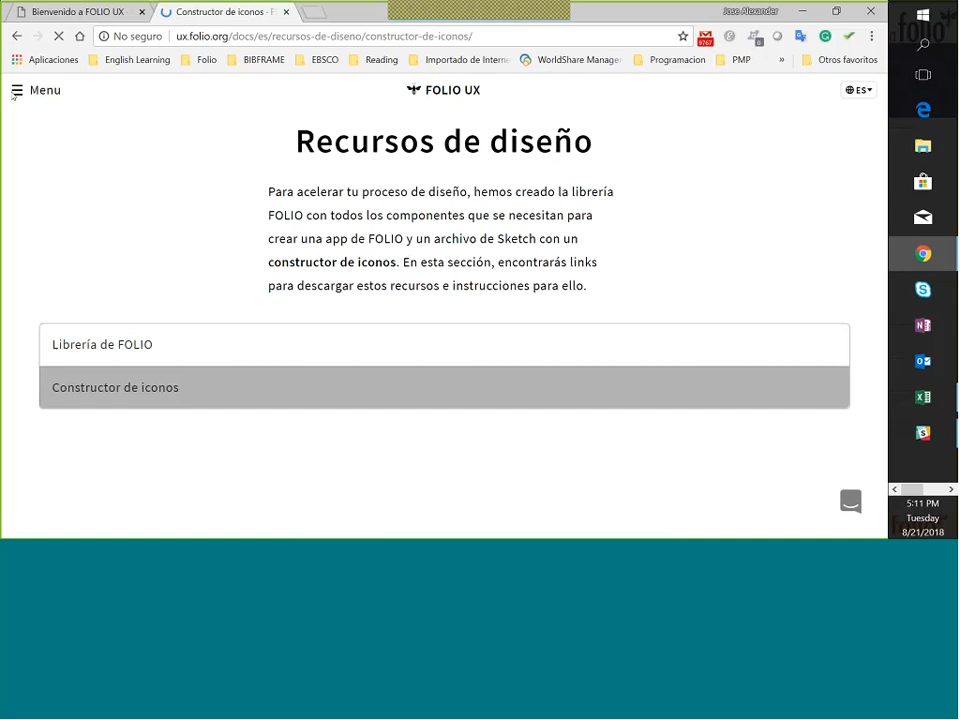 Bienvenido a FOLIO UX
Constructor de iconos - E
Jose Alexander
No seguro
ux.folio.org/docs/es/recursos-de-diseno/constructor-de-iconos/
9767
0
Aplicaciones
English Learning
Folio
BIBFRAME
EBSCO
Reading
Importado de Interne
WorldShare Manage
Programacion
PMP
»
Otros favoritos
Menu
FOLIO UX
ES
Recursos de diseño
Para acelerar tu proceso de diseño, hemos creado la librería
FOLIO con todos los componentes que se necesitan para
crear una app de FOLIO y un archivo de Sketch con un
constructor de iconos. En esta sección, encontrarás links
para descargar estos recursos e instrucciones para ello.
Librería de FOLIO
Constructor de iconos
5:11 PM
Tuesday
8/21/2018